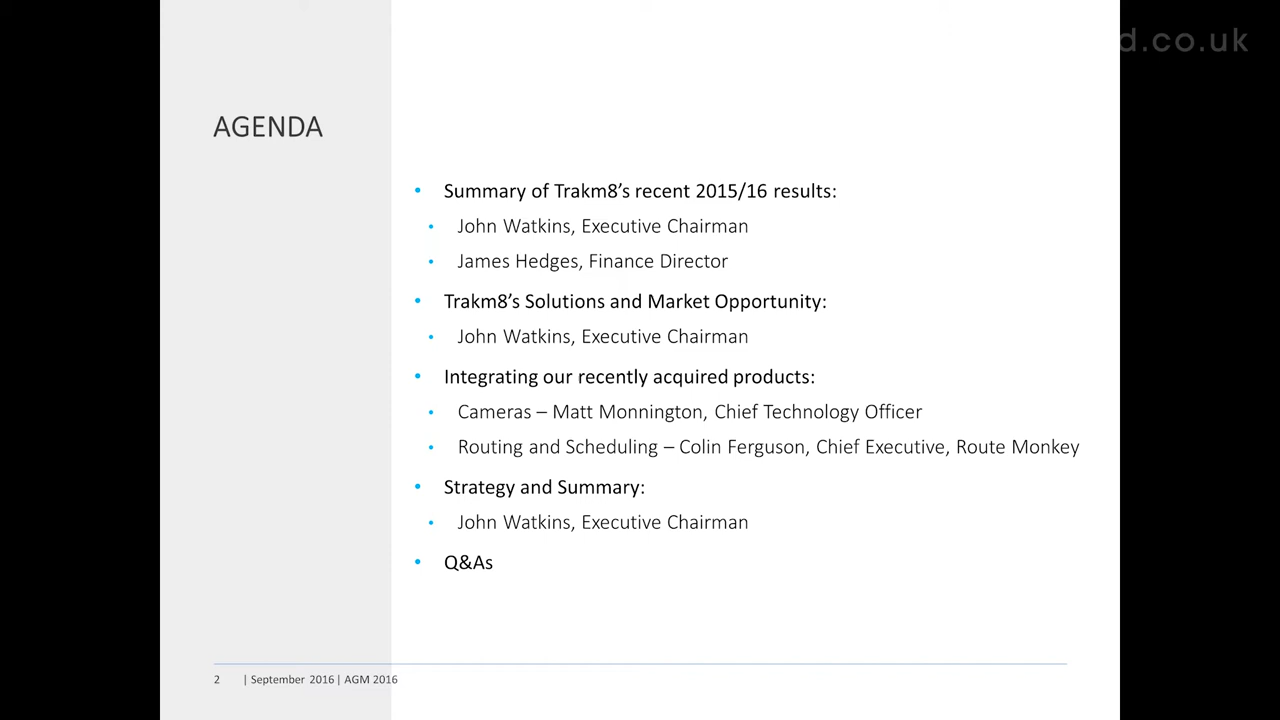 d.co.uk
AGENDA
• Summary of Trakm8’s recent 2015/16 results:
• John Watkins, Executive Chairman
• James Hedges, Finance Director
• Trakm8’s Solutions and Market Opportunity:
• John Watkins, Executive Chairman
• Integrating our recently acquired products:
• Cameras – Matt Monnington, Chief Technology Officer
• Routing and Scheduling – Colin Ferguson, Chief Executive, Route Monkey
• Strategy and Summary:
• John Watkins, Executive Chairman
• Q&As
2 | September 2016 | AGM 2016